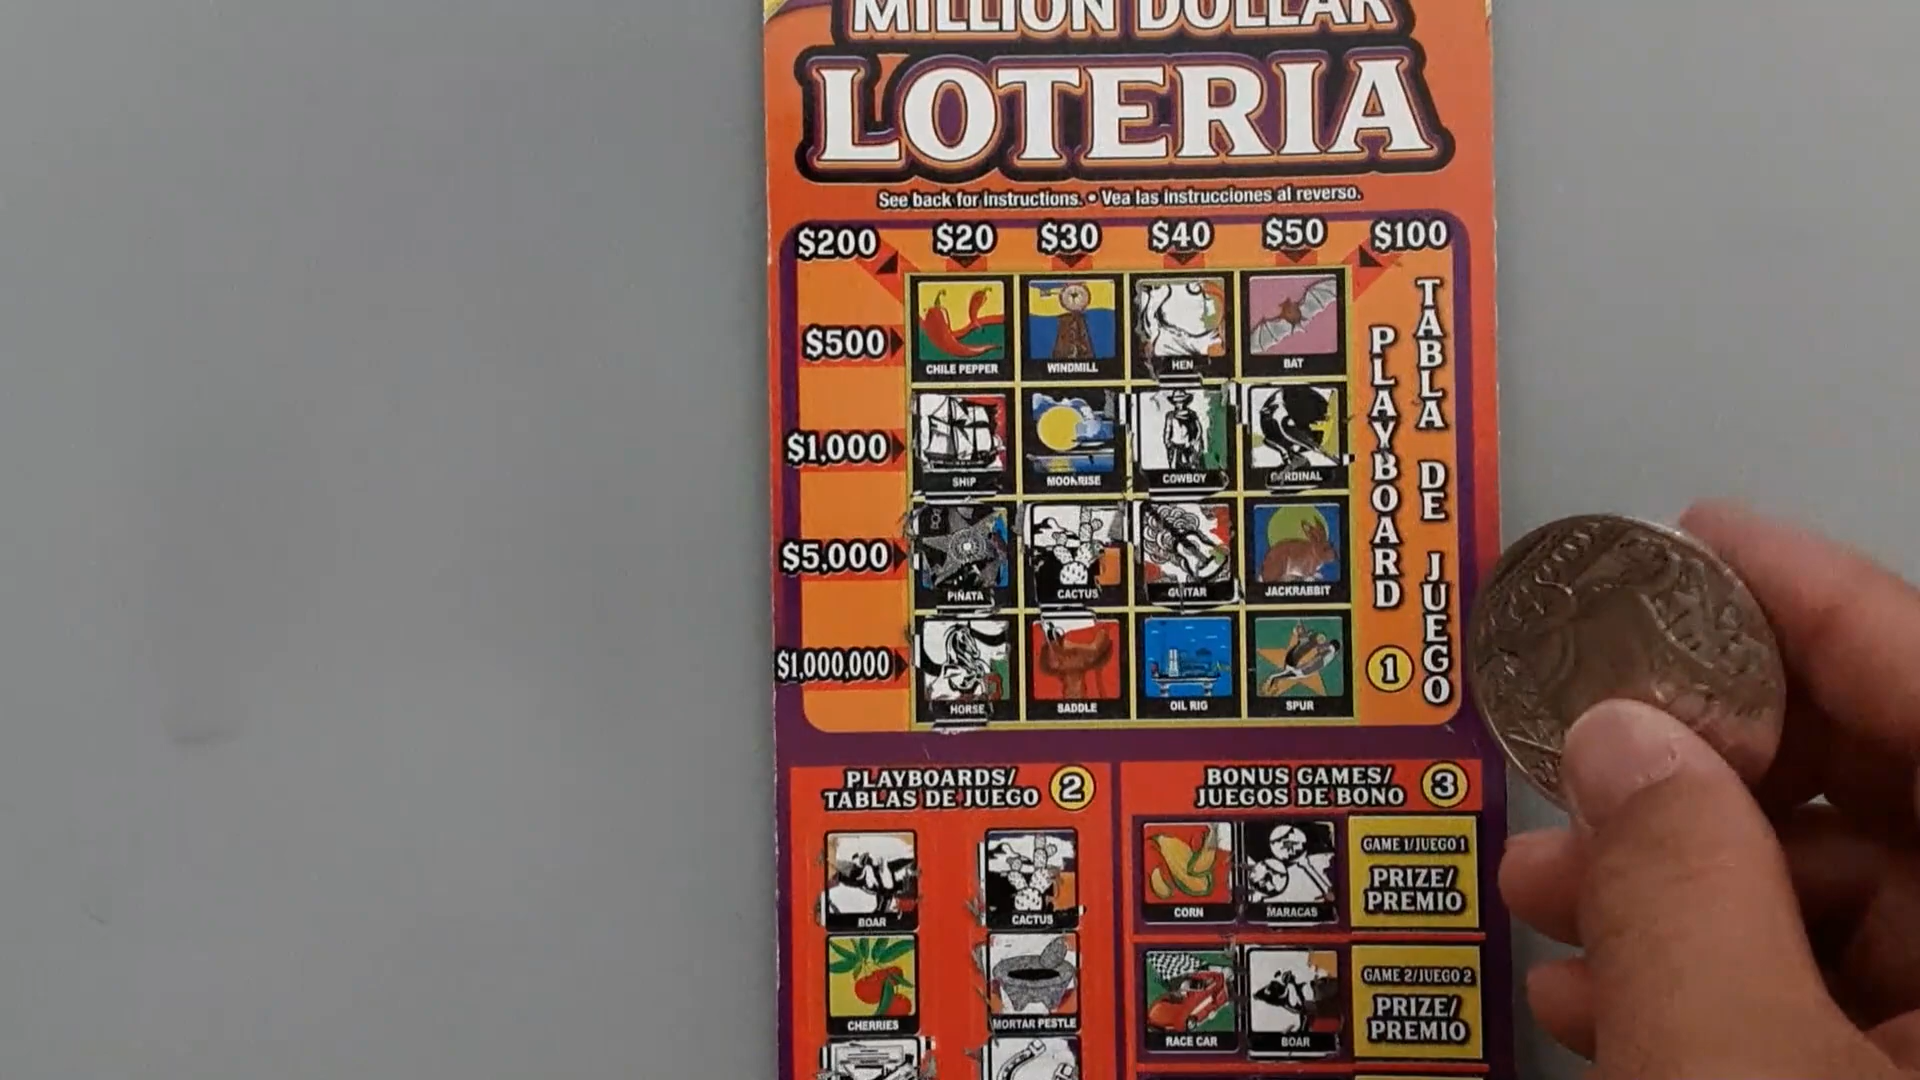 MILLION DOLLAR
LOTERIA
See back for instructions. • Vea las instrucciones al reverso.
$200 $20 $30 $40 $50 $100
$500
CHILE PEPPER WINDMILL HEN BAT
$1,000
SHIP MOONRISE COWBOY CARDINAL
$5,000
PIÑATA CACTUS GUITAR JACKRABBIT
$1,000,000
HORSE SADDLE OIL RIG SPUR
PLAYBOARD
TABLA DE JUEGO
1
PLAYBOARDS/
TABLAS DE JUEGO
2
BOAR CACTUS
CHERRIES MORTAR PESTLE
BONUS GAMES/
JUEGOS DE BONO
3
CORN MARACAS
GAME 1/JUEGO 1
PRIZE/
PREMIO
RACE CAR BOAR
GAME 2/JUEGO 2
PRIZE/
PREMIO